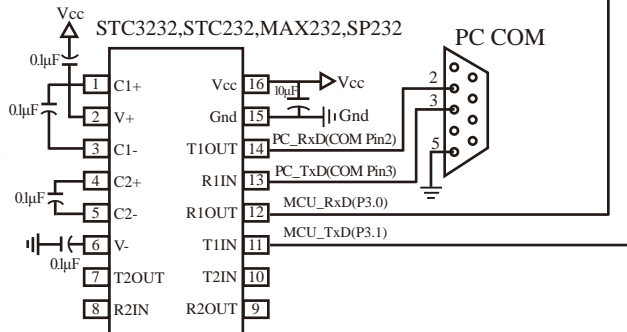 Vcc
STC3232,STC232,MAX232,SP232
PC COM
0.1µF
0.1µF
1 C1+
2 V+
3 C1-
4 C2+
5 C2-
6 V-
7 T2OUT
8 R2IN
0.1µF
0.1µF
Vcc 16
Gnd 15
T1OUT 14
R1IN 13
R1OUT 12
T1IN 11
T2IN 10
R2OUT 9
Vcc
10µF
Gnd
PC_RxD(COM Pin2)
PC_TxD(COM Pin3)
MCU_RxD(P3.0)
MCU_TxD(P3.1)
2
3
5